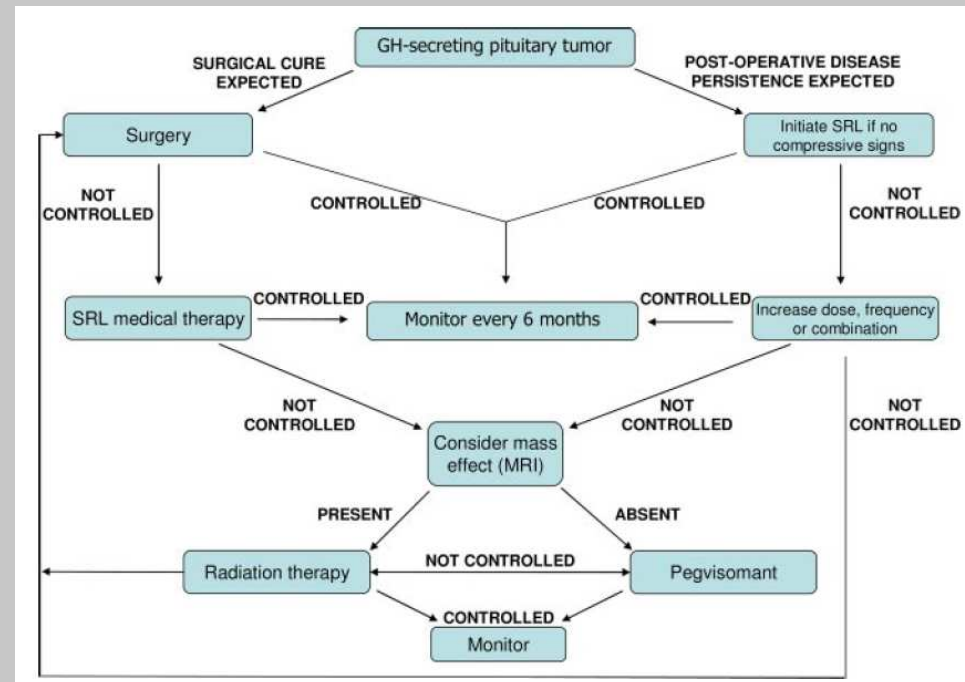 GH-secreting pituitary tumor
SURGICAL CURE
EXPECTED
POST-OPERATIVE DISEASE
PERSISTENCE EXPECTED
Surgery
Initiate SRL if no
compressive signs
NOT
CONTROLLED
CONTROLLED
CONTROLLED
NOT
CONTROLLED
SRL medical therapy
CONTROLLED
Monitor every 6 months
CONTROLLED
Increase dose, frequency
or combination
NOT
CONTROLLED
NOT
CONTROLLED
NOT
CONTROLLED
Consider mass
effect (MRI)
PRESENT
ABSENT
Radiation therapy
NOT CONTROLLED
Pegvisomant
CONTROLLED
Monitor